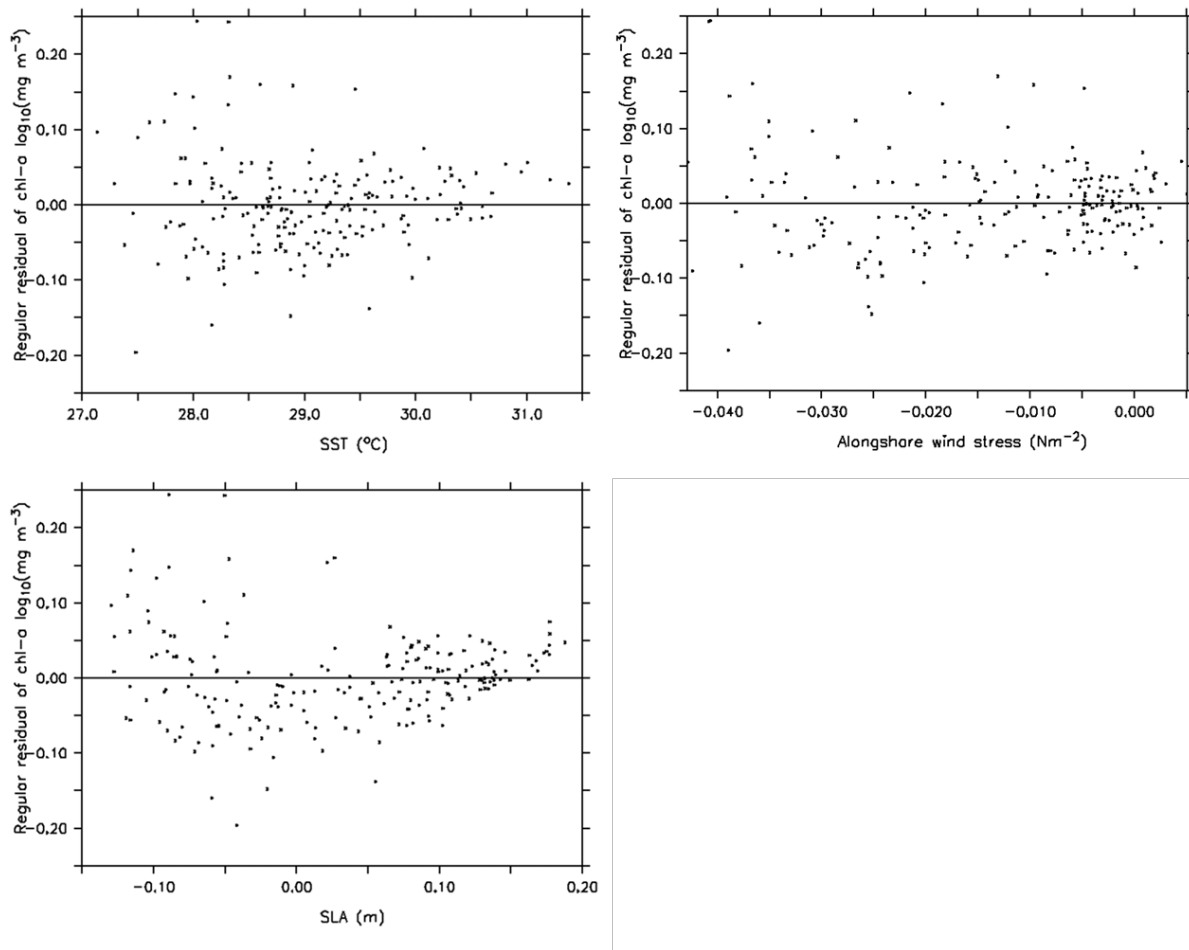 Regular residual of chl-a log10(mg m-3)
0.20
0.10
0.00
-0.10
-0.20
27.0 28.0 29.0 30.0 31.0
SST (°C)
Regular residual of chl-a log10(mg m-3)
0.20
0.10
0.00
-0.10
-0.20
-0.040 -0.030 -0.020 -0.010 0.000
Alongshare wind stress (Nm-2)
Regular residual of chl-a log10(mg m-3)
0.20
0.10
0.00
-0.10
-0.20
-0.10 0.00 0.10 0.20
SLA (m)